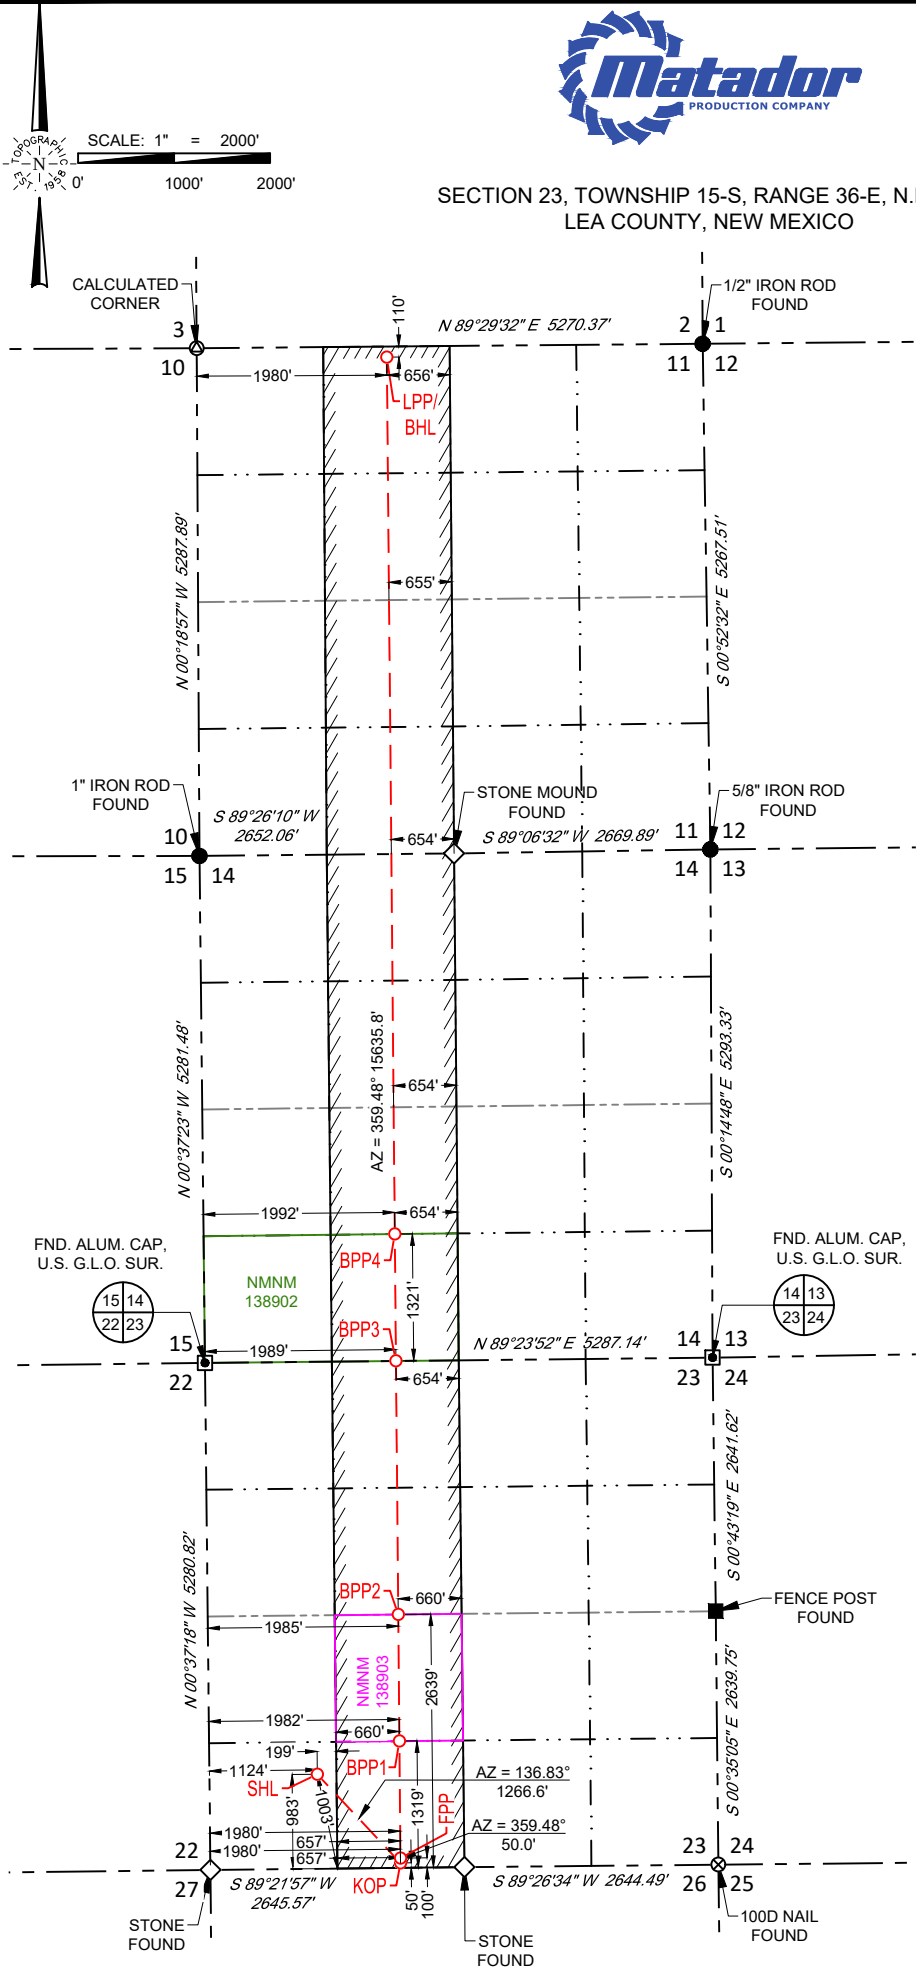 Matador
PRODUCTION COMPANY
TOPOGRAPHIC
N
EST. 1958
SCALE: 1" = 2000'
0' 1000' 2000'
SECTION 23, TOWNSHIP 15-S, RANGE 36-E, N.
LEA COUNTY, NEW MEXICO
CALCULATED
CORNER
1/2" IRON ROD
FOUND
110'
N 89°29'32" E 5270.37'
3
10
2 1
11 12
1980'
656'
LPP/
BHL
N 00°18'57" W 5287.89'
S 00°52'32" E 5267.51'
655'
1" IRON ROD
FOUND
STONE MOUND
FOUND
5/8" IRON ROD
FOUND
S 89°26'10" W
2652.06'
654'
S 89°06'32" W 2669.89'
10
15 14
11 12
14 13
AZ = 359.48° 15635.8'
N 00°37'23" W 5281.48'
S 00°14'48" E 5293.33'
654'
1992'
654'
FND. ALUM. CAP,
U.S. G.L.O. SUR.
15 14
22 23
FND. ALUM. CAP,
U.S. G.L.O. SUR.
14 13
23 24
BPP4
NMNM
138902
1321'
BPP3
1989'
N 89°23'52" E 5287.14'
15
22
14 13
23 24
654'
S 00°43'19" E 2641.62'
N 00°37'18" W 5280.82'
BPP2
660'
FENCE POST
FOUND
1985'
NMNM
138903
2639'
1982'
660'
199'
BPP1
1124'
SHL
983'
1003'
AZ = 136.83°
1266.6'
1319'
FPP
S 00°35'05" E 2639.75'
AZ = 359.48°
50.0'
1980'
657'
1980'
657'
22
27
23 24
26 25
KOP
50'
100'
S 89°21'57" W
2645.57'
S 89°26'34" W 2644.49'
STONE
FOUND
STONE
FOUND
100D NAIL
FOUND